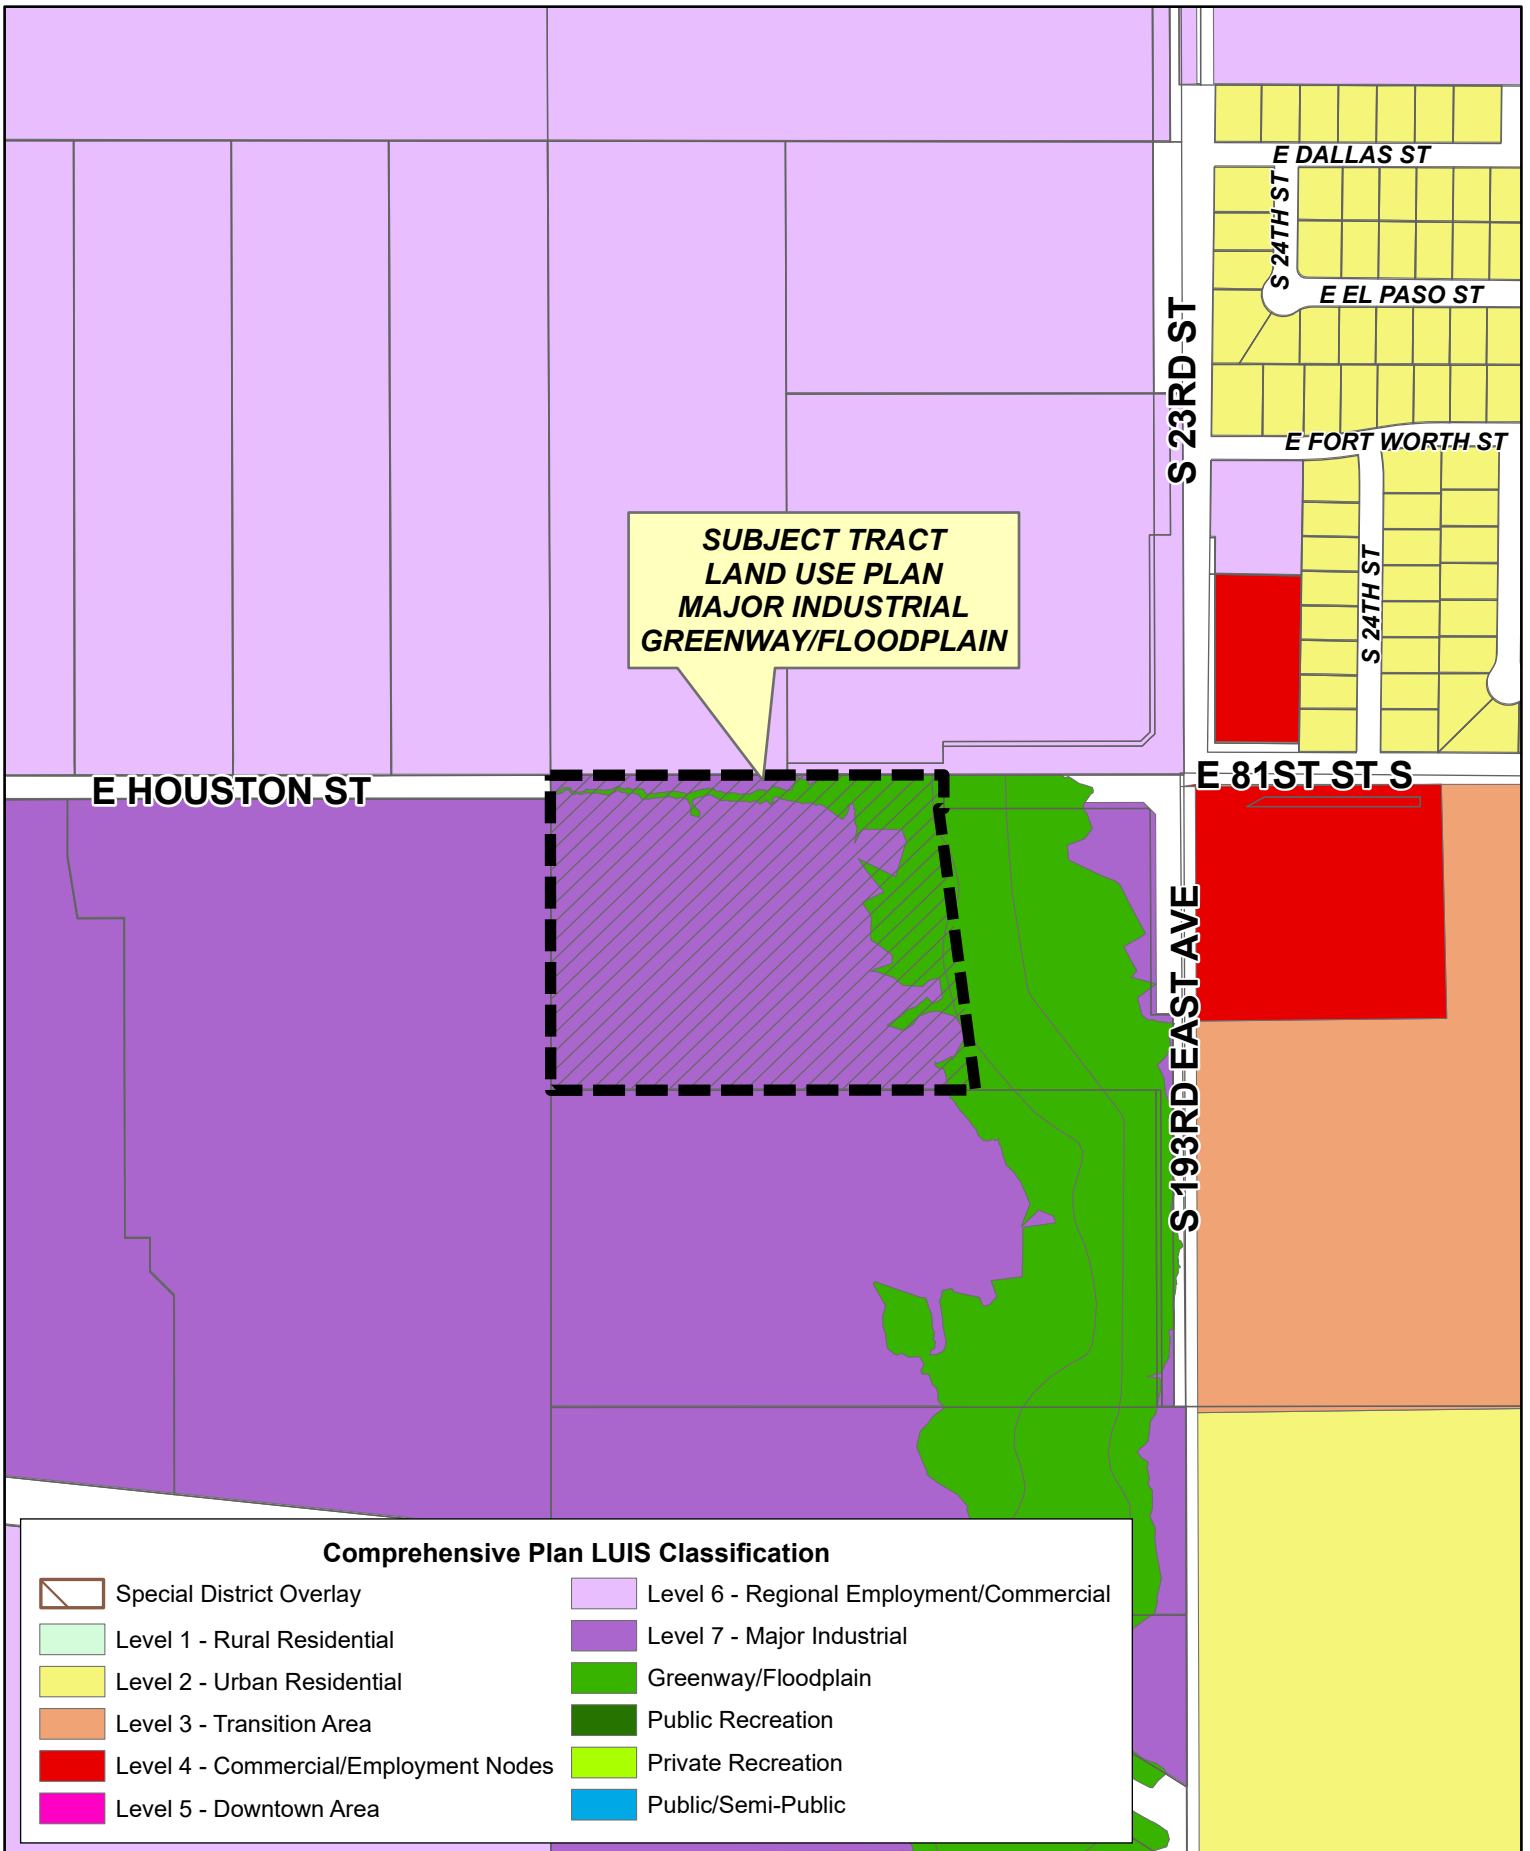 E DALLAS ST
S 24TH ST
E EL PASO ST
S 23RD ST
E FORT WORTH ST
SUBJECT TRACT
LAND USE PLAN
MAJOR INDUSTRIAL
GREENWAY/FLOODPLAIN
S 24TH ST
E HOUSTON ST
E 81ST ST S
S 193RD EAST AVE
Comprehensive Plan LUIS Classification
Special District Overlay
Level 1 - Rural Residential
Level 2 - Urban Residential
Level 3 - Transition Area
Level 4 - Commercial/Employment Nodes
Level 5 - Downtown Area
Level 6 - Regional Employment/Commercial
Level 7 - Major Industrial
Greenway/Floodplain
Public Recreation
Private Recreation
Public/Semi-Public